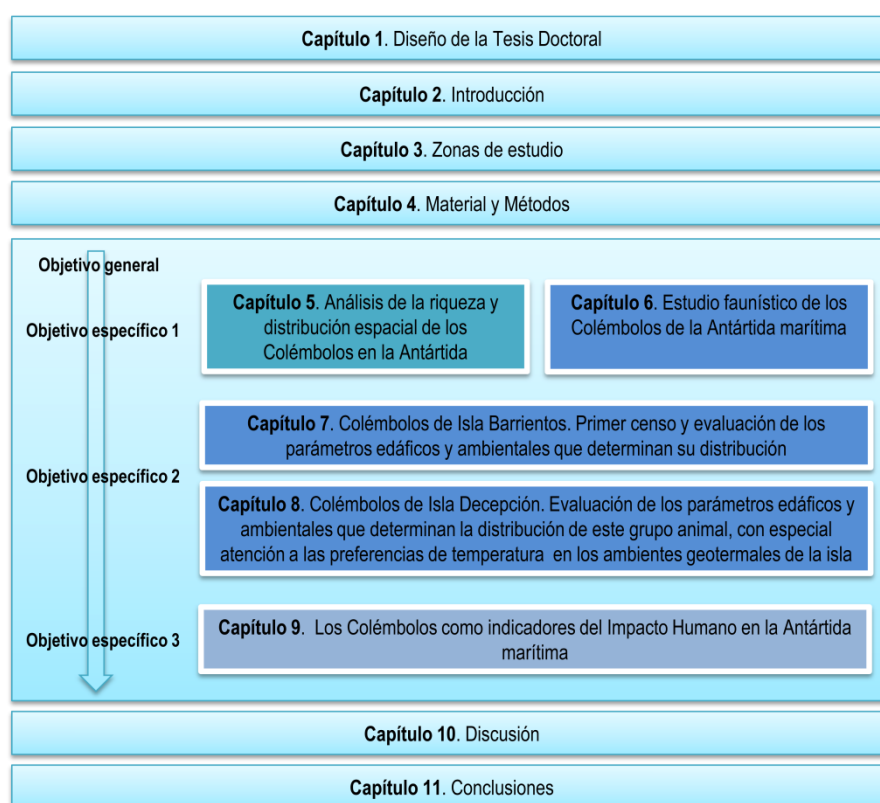 Capítulo 1. Diseño de la Tesis Doctoral
Capítulo 2. Introducción
Capítulo 3. Zonas de estudio
Capítulo 4. Material y Métodos
Objetivo general
Objetivo específico 1
Capítulo 5. Análisis de la riqueza y
distribución espacial de los
Colémbolos en la Antártida
Capítulo 6. Estudio faunístico de los
Colémbolos de la Antártida marítima
Objetivo específico 2
Capítulo 7. Colémbolos de Isla Barrientos. Primer censo y evaluación de los
parámetros edáficos y ambientales que determinan su distribución
Capítulo 8. Colémbolos de Isla Decepción. Evaluación de los parámetros edáficos y
ambientales que determinan la distribución de este grupo animal, con especial
atención a las preferencias de temperatura en los ambientes geotermales de la isla
Objetivo específico 3
Capítulo 9. Los Colémbolos como indicadores del Impacto Humano en la Antártida
marítima
Capítulo 10. Discusión
Capítulo 11. Conclusiones